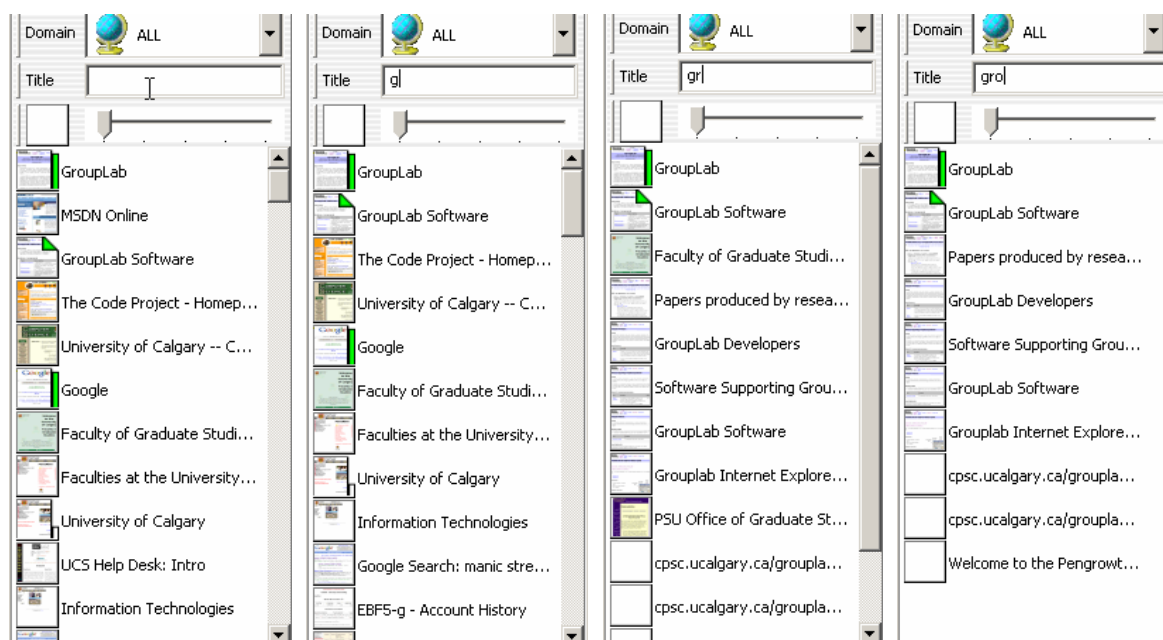 Domain ALL
Title
GroupLab
MSDN Online
GroupLab Software
The Code Project - Homep...
University of Calgary -- C...
Google
Faculty of Graduate Studi...
Faculties at the University...
University of Calgary
UCS Help Desk: Intro
Information Technologies
Domain ALL
Title g
GroupLab
GroupLab Software
The Code Project - Homep...
University of Calgary -- C...
Google
Faculty of Graduate Studi...
Faculties at the University...
University of Calgary
Information Technologies
Google Search: manic stre...
EBF5-g - Account History
Domain ALL
Title gr
GroupLab
GroupLab Software
Faculty of Graduate Studi...
Papers produced by resea...
GroupLab Developers
Software Supporting Grou...
GroupLab Software
Grouplab Internet Explore...
PSU Office of Graduate St...
cpsc.ucalgary.ca/groupla...
cpsc.ucalgary.ca/groupla...
Domain ALL
Title gro
GroupLab
GroupLab Software
Papers produced by resea...
GroupLab Developers
Software Supporting Grou...
GroupLab Software
Grouplab Internet Explore...
cpsc.ucalgary.ca/groupla...
cpsc.ucalgary.ca/groupla...
Welcome to the Pengrowt...